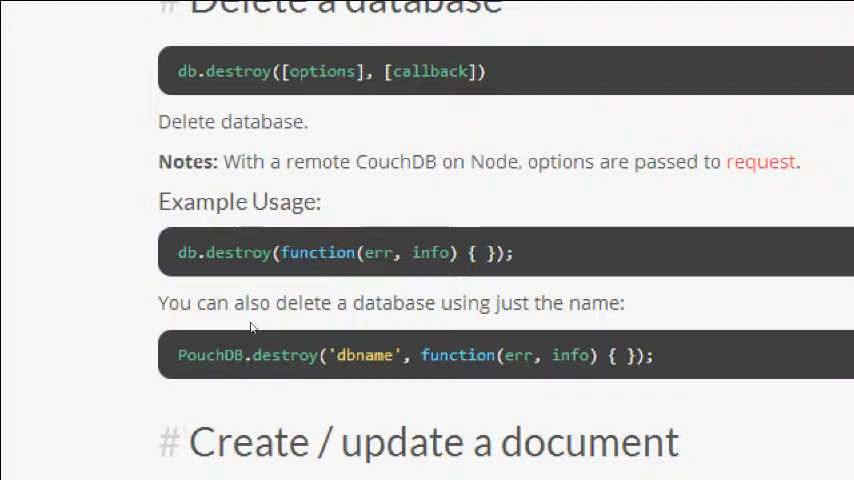 # Delete a database
db.destroy([options], [callback])
Delete database.
Notes: With a remote CouchDB on Node, options are passed to request.
Example Usage:
db.destroy(function(err, info) { });
You can also delete a database using just the name:
PouchDB.destroy('dbname', function(err, info) { });
# Create / update a document